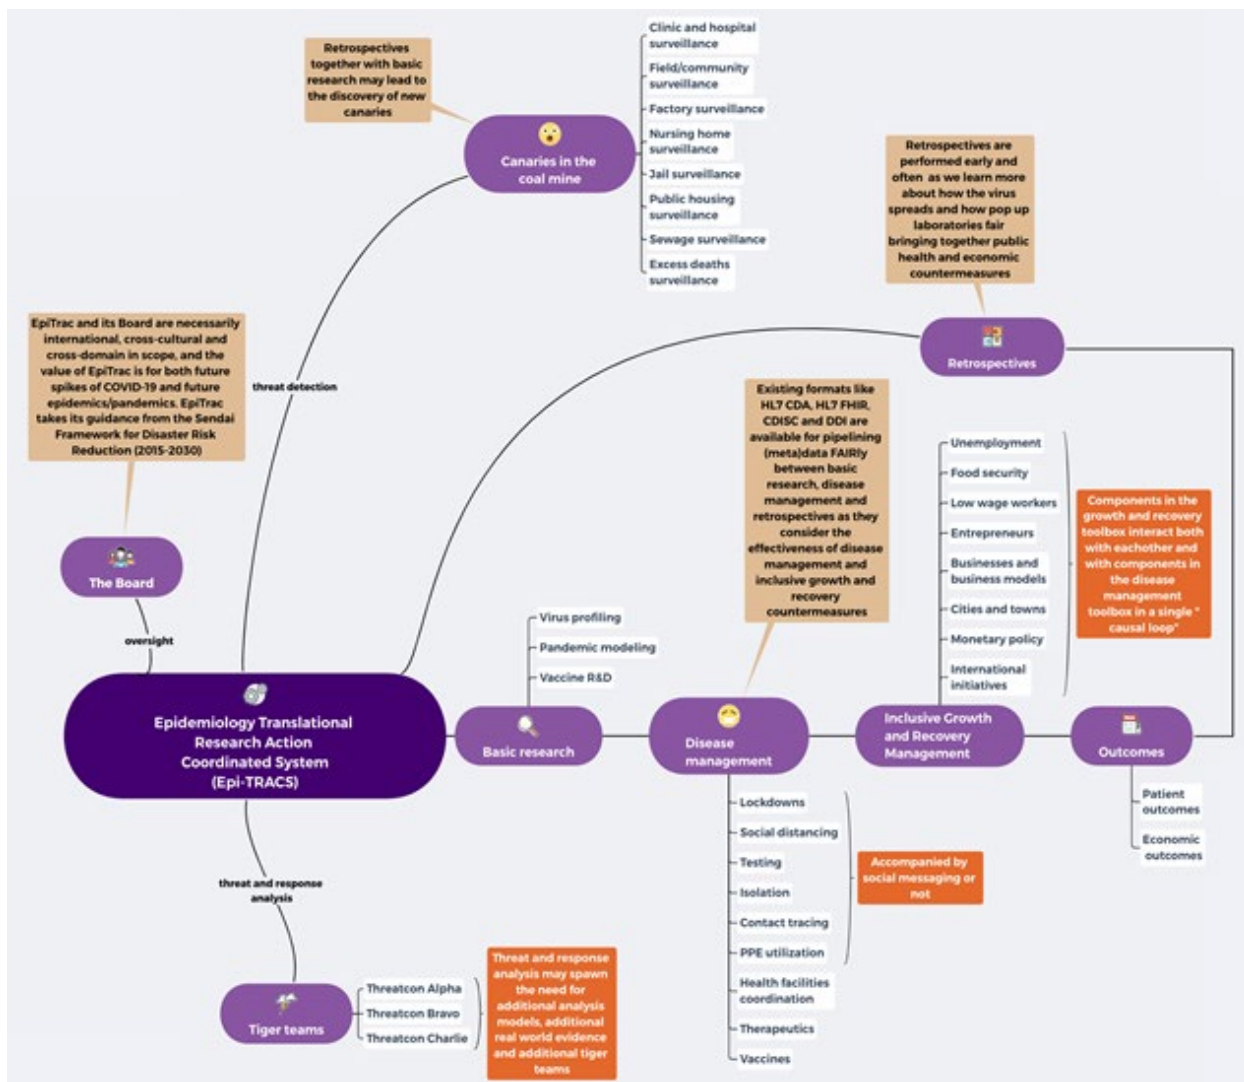 Clinic and hospital
surveillance
Field/community
surveillance
Factory surveillance
Nursing home
surveillance
Jail surveillance
Public housing
surveillance
Sewage surveillance
Excess deaths
surveillance
Retrospectives
together with basic
research may lead to
the discovery of new
canaries
Canaries in the
coal mine
Retrospectives are
performed early and
often as we learn more
about how the virus
spreads and how pop up
laboratories fair
bringing together public
health and economic
countermeasures
Retrospectives
EpiTrac and its Board are necessarily
international, cross-cultural and
cross-domain in scope, and the
value of EpiTrac is for both future
spikes of COVID-19 and future
epidemics/pandemics. EpiTrac
takes its guidance from the Sendai
Framework for Disaster Risk
Reduction (2015-2030)
threat detection
The Board
oversight
Existing formats like
HL7 CDA, HL7 FHIR,
CDISC and DDI are
available for pipelining
(meta)data FAIRly
between basic
research, disease
management and
retrospectives as they
consider the
effectiveness of disease
management and
inclusive growth and
recovery
countermeasures
Unemployment
Food security
Low wage workers
Entrepreneurs
Businesses and
business models
Cities and towns
Monetary policy
International
initiatives
Components in the
growth and recovery
toolbox interact both
with eachother and
with components in
the disease
management
toolbox in a single "
causal loop"
Virus profiling
Pandemic modeling
Vaccine R&D
Epidemiology Translational
Research Action
Coordinated System
(Epi-TRACS)
Basic research
Disease
management
Inclusive Growth
and Recovery
Management
Outcomes
Patient
outcomes
Economic
outcomes
Lockdowns
Social distancing
Testing
Isolation
Contact tracing
PPE utilization
Health facilities
coordination
Therapeutics
Vaccines
Accompanied by
social messaging or
not
threat and response
analysis
Tiger teams
Threatcon Alpha
Threatcon Bravo
Threatcon Charlie
Threat and response
analysis may spawn
the need for
additional analysis
models, additional
real world evidence
and additional tiger
teams